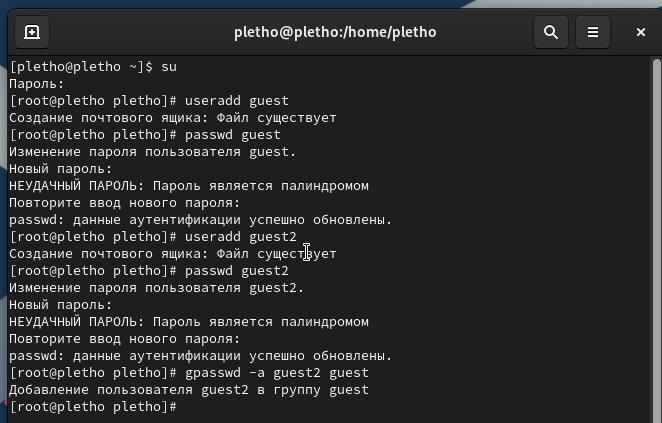 pletho@pletho:/home/pletho
[pletho@pletho ~]$ su
Пароль:
[root@pletho pletho]# useradd guest
Создание почтового ящика: Файл существует
[root@pletho pletho]# passwd guest
Изменение пароля пользователя guest.
Новый пароль:
НЕУДАЧНЫЙ ПАРОЛЬ: Пароль является палиндромом
Повторите ввод нового пароля:
passwd: данные аутентификации успешно обновлены.
[root@pletho pletho]# useradd guest2
Создание почтового ящика: Файл существует
[root@pletho pletho]# passwd guest2
Изменение пароля пользователя guest2.
Новый пароль:
НЕУДАЧНЫЙ ПАРОЛЬ: Пароль является палиндромом
Повторите ввод нового пароля:
passwd: данные аутентификации успешно обновлены.
[root@pletho pletho]# gpasswd -a guest2 guest
Добавление пользователя guest2 в группу guest
[root@pletho pletho]#